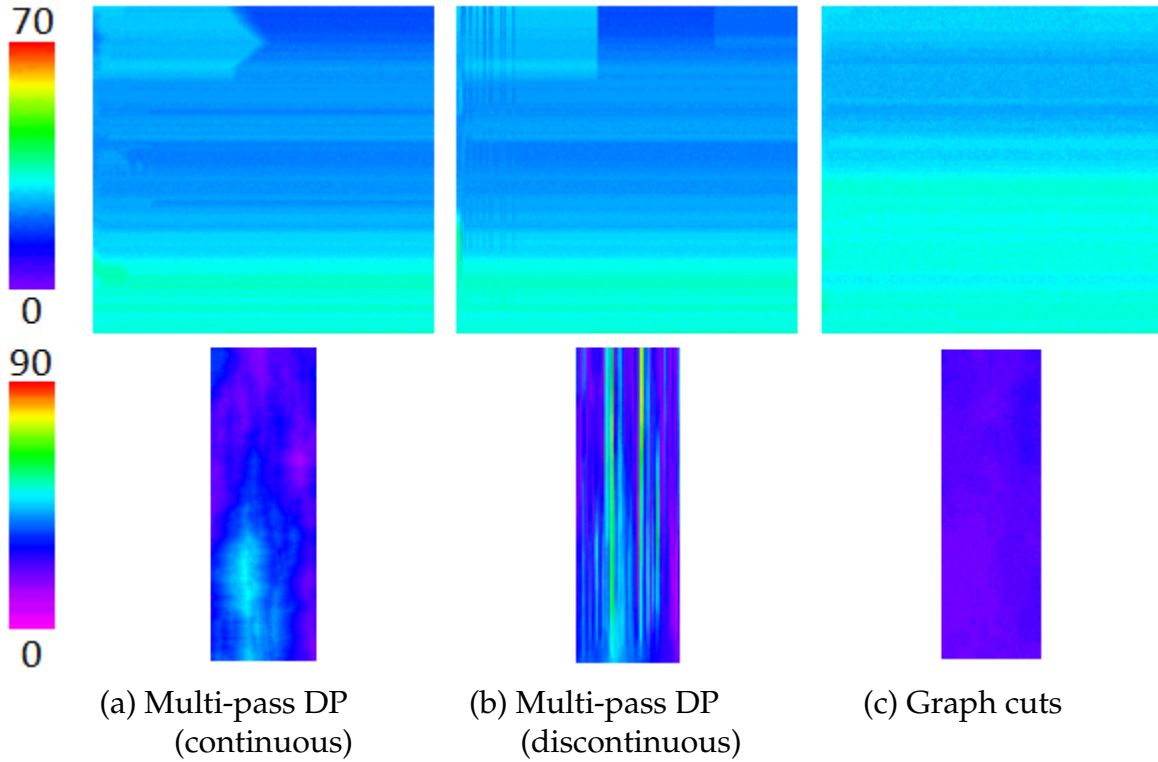 70
0
90
0
(a) Multi-pass DP
(continuous)
(b) Multi-pass DP
(discontinuous)
(c) Graph cuts